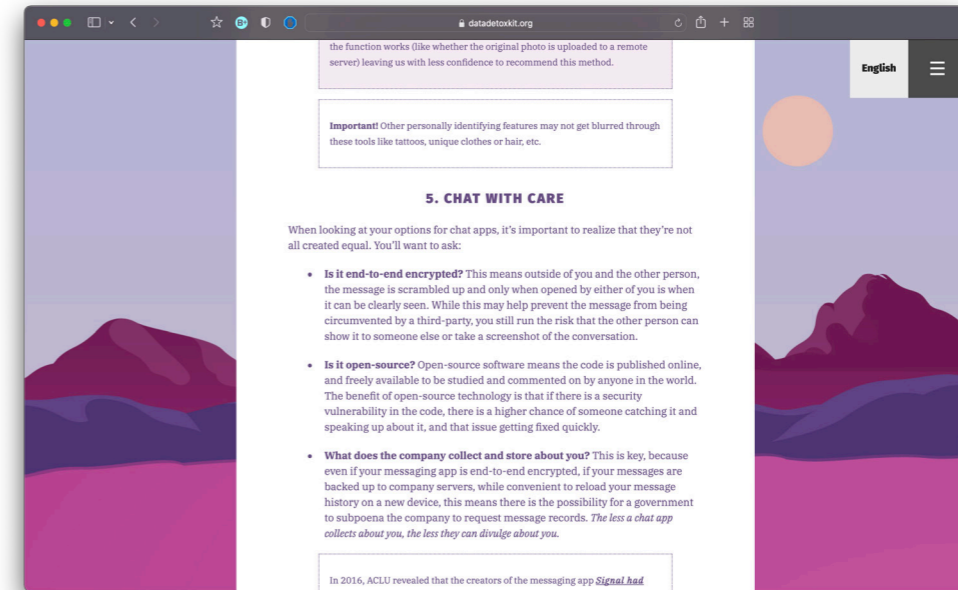 datadetoxkit.org
English
the function works (like whether the original photo is uploaded to a remote
server) leaving us with less confidence to recommend this method.
Important! Other personally identifying features may not get blurred through
these tools like tattoos, unique clothes or hair, etc.
5. CHAT WITH CARE
When looking at your options for chat apps, it's important to realize that they're not
all created equal. You'll want to ask:
• Is it end-to-end encrypted? This means outside of you and the other person,
the message is scrambled up and only when opened by either of you is when
it can be clearly seen. While this may help prevent the message from being
circumvented by a third-party, you still run the risk that the other person can
show it to someone else or take a screenshot of the conversation.
• Is it open-source? Open-source software means the code is published online,
and freely available to be studied and commented on by anyone in the world.
The benefit of open-source technology is that if there is a security
vulnerability in the code, there is a higher chance of someone catching it and
speaking up about it, and that issue getting fixed quickly.
• What does the company collect and store about you? This is key, because
even if your messaging app is end-to-end encrypted, if your messages are
backed up to company servers, while convenient to reload your message
history on a new device, this means there is the possibility for a government
to subpoena the company to request message records. The less a chat app
collects about you, the less they can divulge about you.
In 2016, ACLU revealed that the creators of the messaging app Signal had